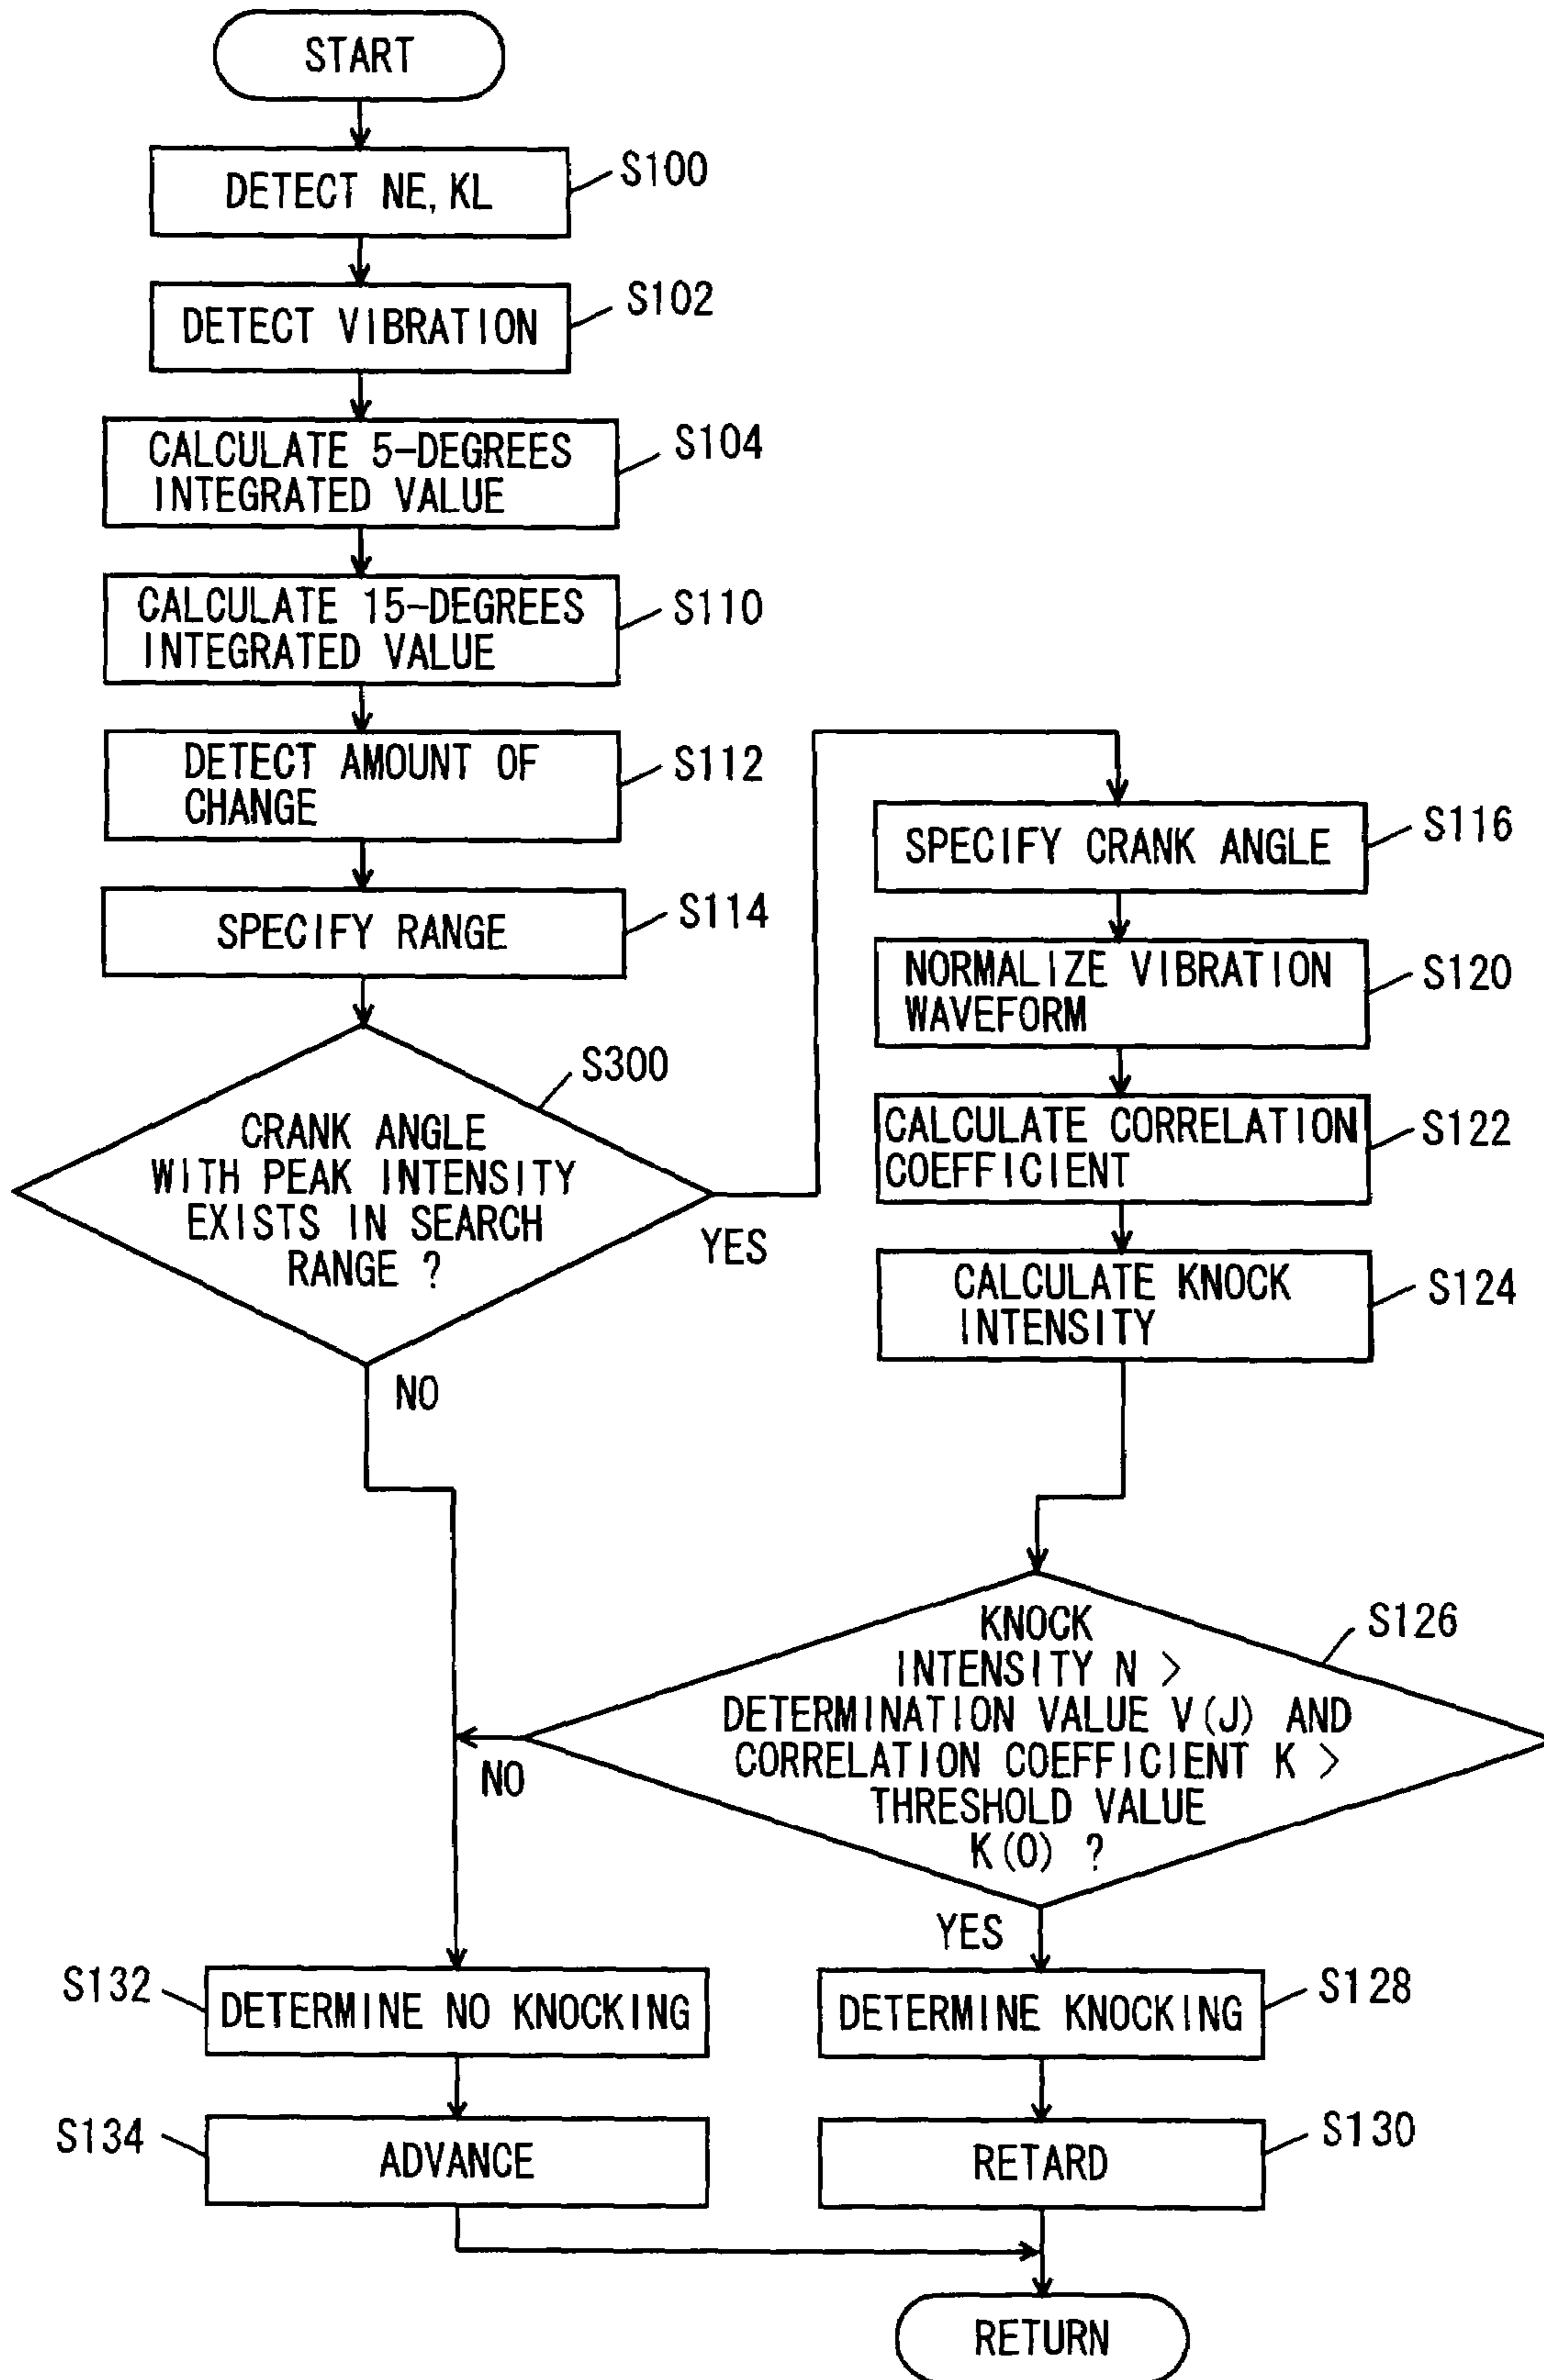 START
DETECT NE, KL
S100
DETECT VIBRATION
S102
CALCULATE 5-DEGREES
INTEGRATED VALUE
S104
CALCULATE 15-DEGREES
INTEGRATED VALUE
S110
DETECT AMOUNT OF
CHANGE
S112
SPECIFY RANGE
S114
CRANK ANGLE
WITH PEAK INTENSITY
EXISTS IN SEARCH
RANGE ?
S300
YES
NO
SPECIFY CRANK ANGLE
S116
NORMALIZE VIBRATION
WAVEFORM
S120
CALCULATE CORRELATION
COEFFICIENT
S122
CALCULATE KNOCK
INTENSITY
S124
KNOCK
INTENSITY N >
DETERMINATION VALUE V(J) AND
CORRELATION COEFFICIENT K >
THRESHOLD VALUE
K(0) ?
S126
NO
YES
S132
DETERMINE NO KNOCKING
DETERMINE KNOCKING
S128
S134
ADVANCE
RETARD
S130
RETURN